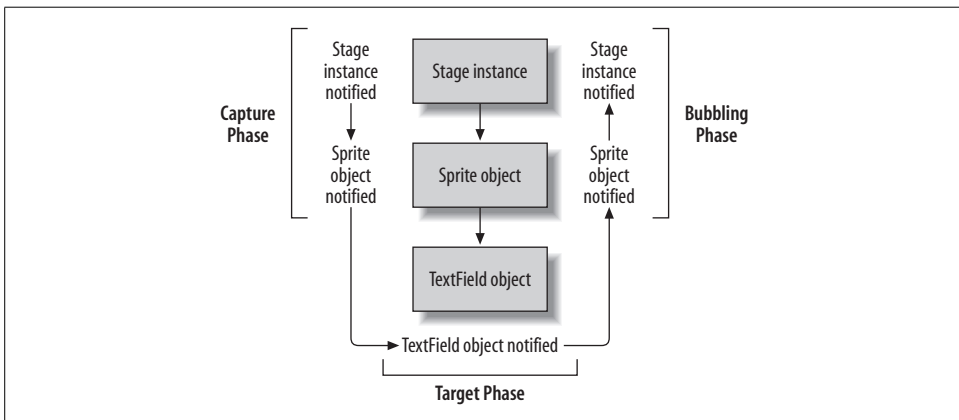 Capture
Phase
Stage
instance
notified
Sprite
object
notified
Stage instance
Sprite object
TextField object
TextField object notified
Target Phase
Stage
instance
notified
Sprite
object
notified
Bubbling
Phase